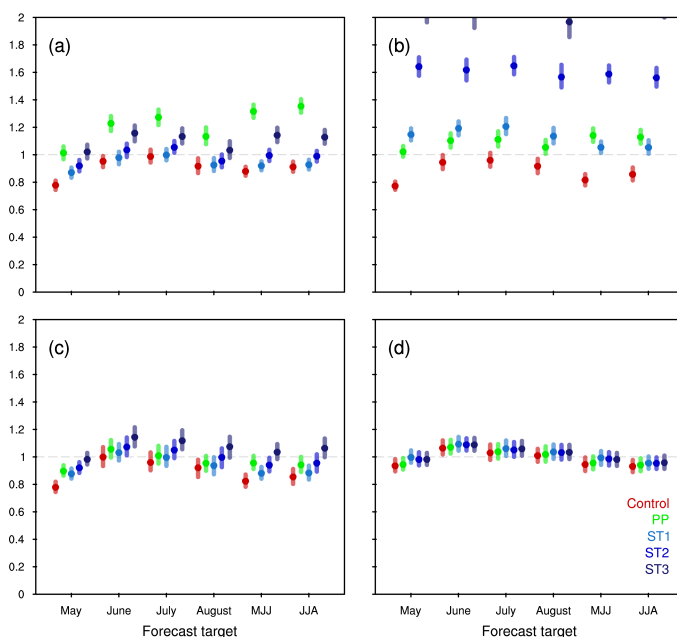 2
1.8
1.6
1.4
1.2
1
0.8
0.6
0.4
0.2
0
(a)
(b)
2
1.8
1.6
1.4
1.2
1
0.8
0.6
0.4
0.2
0
(c)
(d)
Control
PP
ST1
ST2
ST3
May June July August MJJ JJA
May June July August MJJ JJA
Forecast target
Forecast target